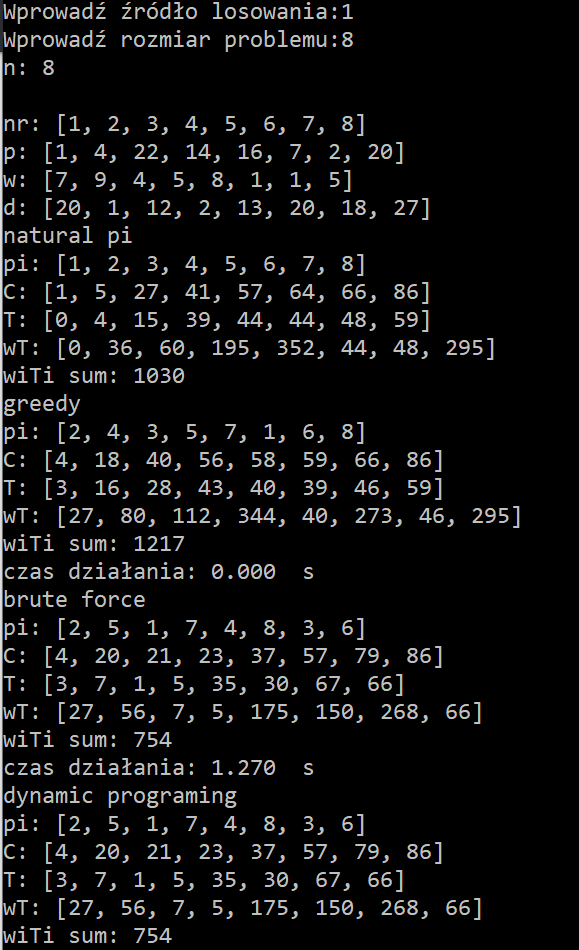 Wprowadź źródło losowania:1
Wprowadź rozmiar problemu:8
n: 8
nr: [1, 2, 3, 4, 5, 6, 7, 8]
p: [1, 4, 22, 14, 16, 7, 2, 20]
w: [7, 9, 4, 5, 8, 1, 1, 5]
d: [20, 1, 12, 2, 13, 20, 18, 27]
natural pi
pi: [1, 2, 3, 4, 5, 6, 7, 8]
C: [1, 5, 27, 41, 57, 64, 66, 86]
T: [0, 4, 15, 39, 44, 44, 48, 59]
wT: [0, 36, 60, 195, 352, 44, 48, 295]
wiTi sum: 1030
greedy
pi: [2, 4, 3, 5, 7, 1, 6, 8]
C: [4, 18, 40, 56, 58, 59, 66, 86]
T: [3, 16, 28, 43, 40, 39, 46, 59]
wT: [27, 80, 112, 344, 40, 273, 46, 295]
wiTi sum: 1217
czas działania: 0.000  s
brute force
pi: [2, 5, 1, 7, 4, 8, 3, 6]
C: [4, 20, 21, 23, 37, 57, 79, 86]
T: [3, 7, 1, 5, 35, 30, 67, 66]
wT: [27, 56, 7, 5, 175, 150, 268, 66]
wiTi sum: 754
czas działania: 1.270  s
dynamic programing
pi: [2, 5, 1, 7, 4, 8, 3, 6]
C: [4, 20, 21, 23, 37, 57, 79, 86]
T: [3, 7, 1, 5, 35, 30, 67, 66]
wT: [27, 56, 7, 5, 175, 150, 268, 66]
wiTi sum: 754